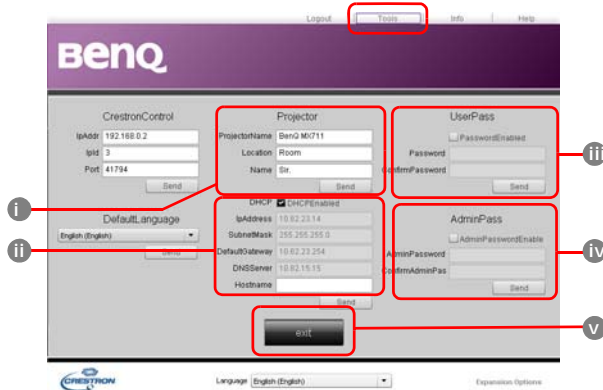 Logout Tools Info Help
BenQ
CrestronControl
IpAddr 192.168.0.2
IpId 3
Port 41794
Send
DefaultLanguage
English (English)
Send
Projector
ProjectorName BenQ MX711
Location Room
Name Sir.
Send
DHCP DHCPEnabled
IpAddress 10.82.23.14
SubnetMask 255.255.255.0
DefaultGateway 10.82.23.254
DNSServer 10.82.15.15
Hostname
Send
UserPass
PasswordEnabled
Password
ConfirmPassword
Send
AdminPass
AdminPasswordEnable
AdminPassword
ConfirmAdminPas
Send
exit
i
ii
iii
iv
v
CRESTRON
Language English (English)
Expansion Options